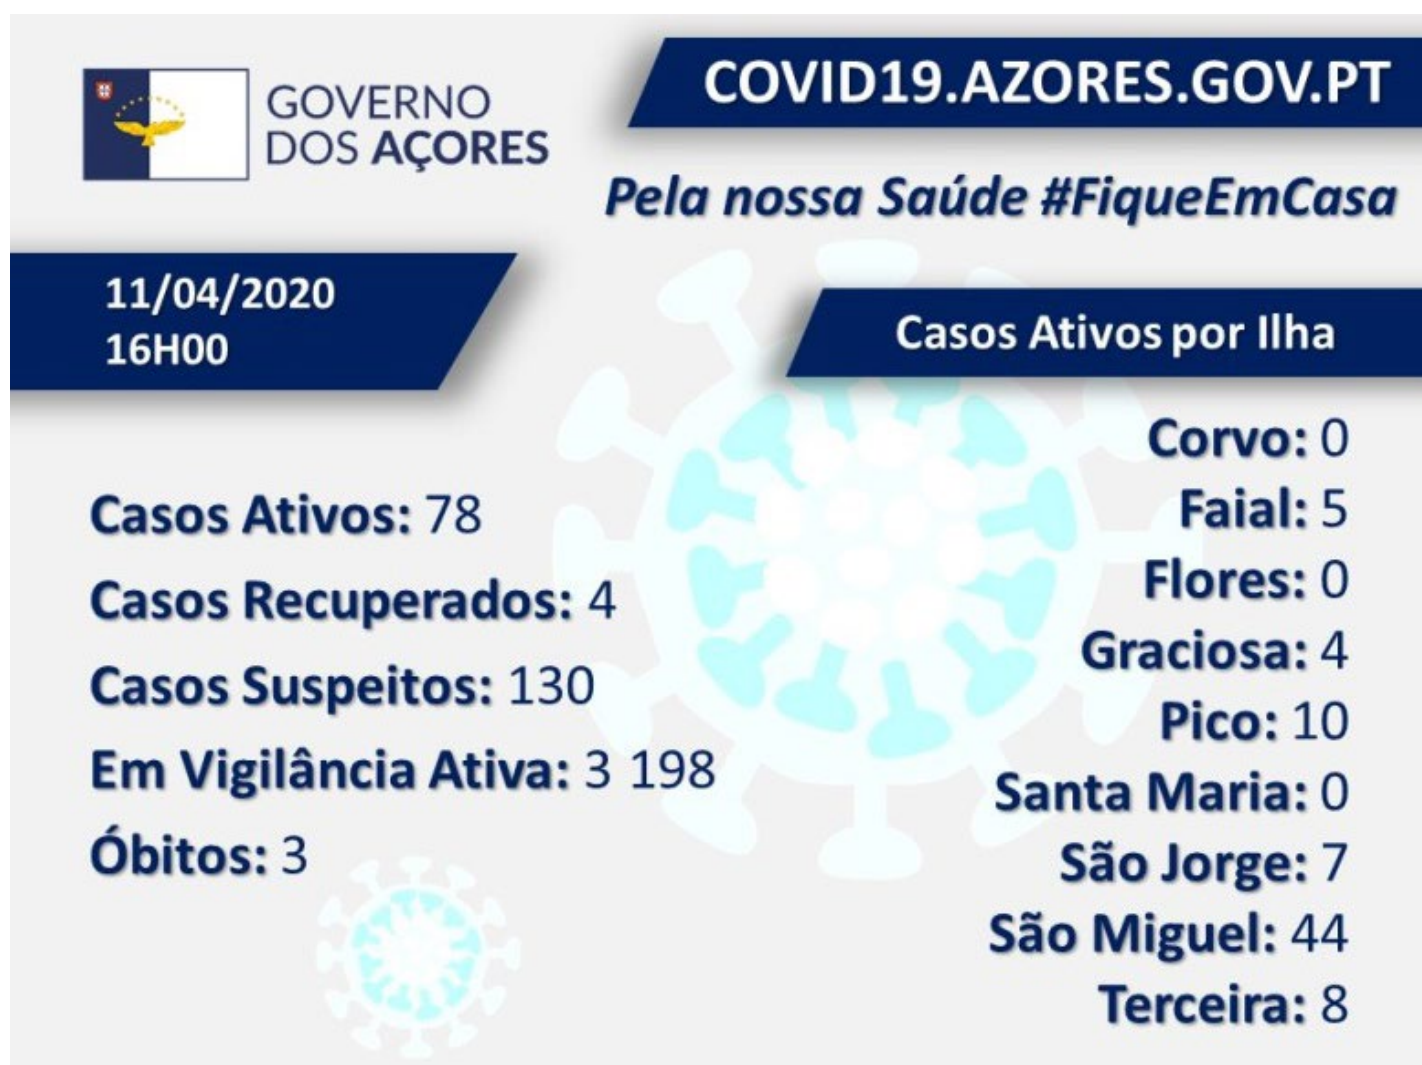 GOVERNO
DOS AÇORES
COVID19.AZORES.GOV.PT
Pela nossa Saúde #FiqueEmCasa
11/04/2020
16H00
Casos Ativos: 78
Casos Recuperados: 4
Casos Suspeitos: 130
Em Vigilância Ativa: 3 198
Óbitos: 3
Casos Ativos por Ilha
Corvo: 0
Faial: 5
Flores: 0
Graciosa: 4
Pico: 10
Santa Maria: 0
São Jorge: 7
São Miguel: 44
Terceira: 8